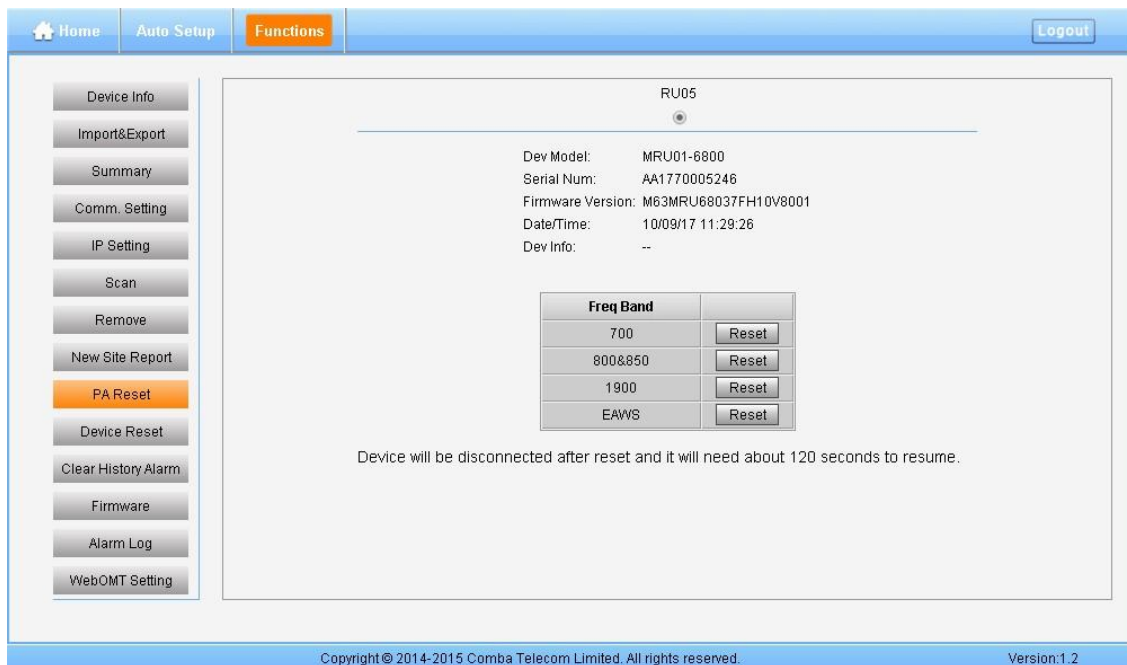 Home Auto Setup Functions Logout
Device Info
Import&Export
Summary
Comm. Setting
IP Setting
Scan
Remove
New Site Report
PA Reset
Device Reset
Clear History Alarm
Firmware
Alarm Log
WebOMT Setting
RU05
Dev Model: MRU01-6800
Serial Num: AA1770005246
Firmware Version: M63MRU68037FH10V8001
Date/Time: 10/09/17 11:29:26
Dev Info: --
Freq Band
700 Reset
800&850 Reset
1900 Reset
EAWS Reset
Device will be disconnected after reset and it will need about 120 seconds to resume.
Copyright © 2014-2015 Comba Telecom Limited. All rights reserved. Version:1.2